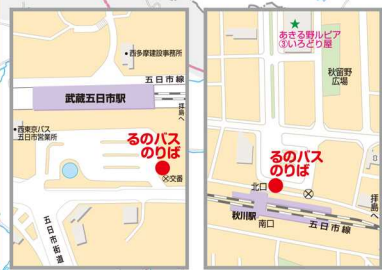 西多摩建設事務所
五日市線
武蔵五日市駅
拝島へ
西東京バス
五日市営業所
るのバス
のりば
交番
五日市街道
あきる野ルピア
③いろどり屋
秋留野
広場
るのバス
のりば
北口
秋川駅
南口
五日市線
拝島へ